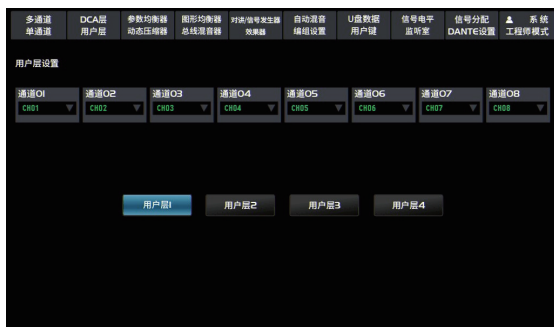 多通道 DCA层 参数均衡器 图形均衡器 对讲/信号发生器 自动混音 U盘数据 信号电平 信号分配 系统
单通道 用户层 动态压缩器 总线混音器 效果器 编组设置 用户键 监听室 DANTE设置 工程师模式
用户层设置
通道01 通道02 通道03 通道04 通道05 通道06 通道07 通道08
CH01 CH02 CH03 CH04 CH05 CH06 CH07 CH08
用户层1 用户层2 用户层3 用户层4